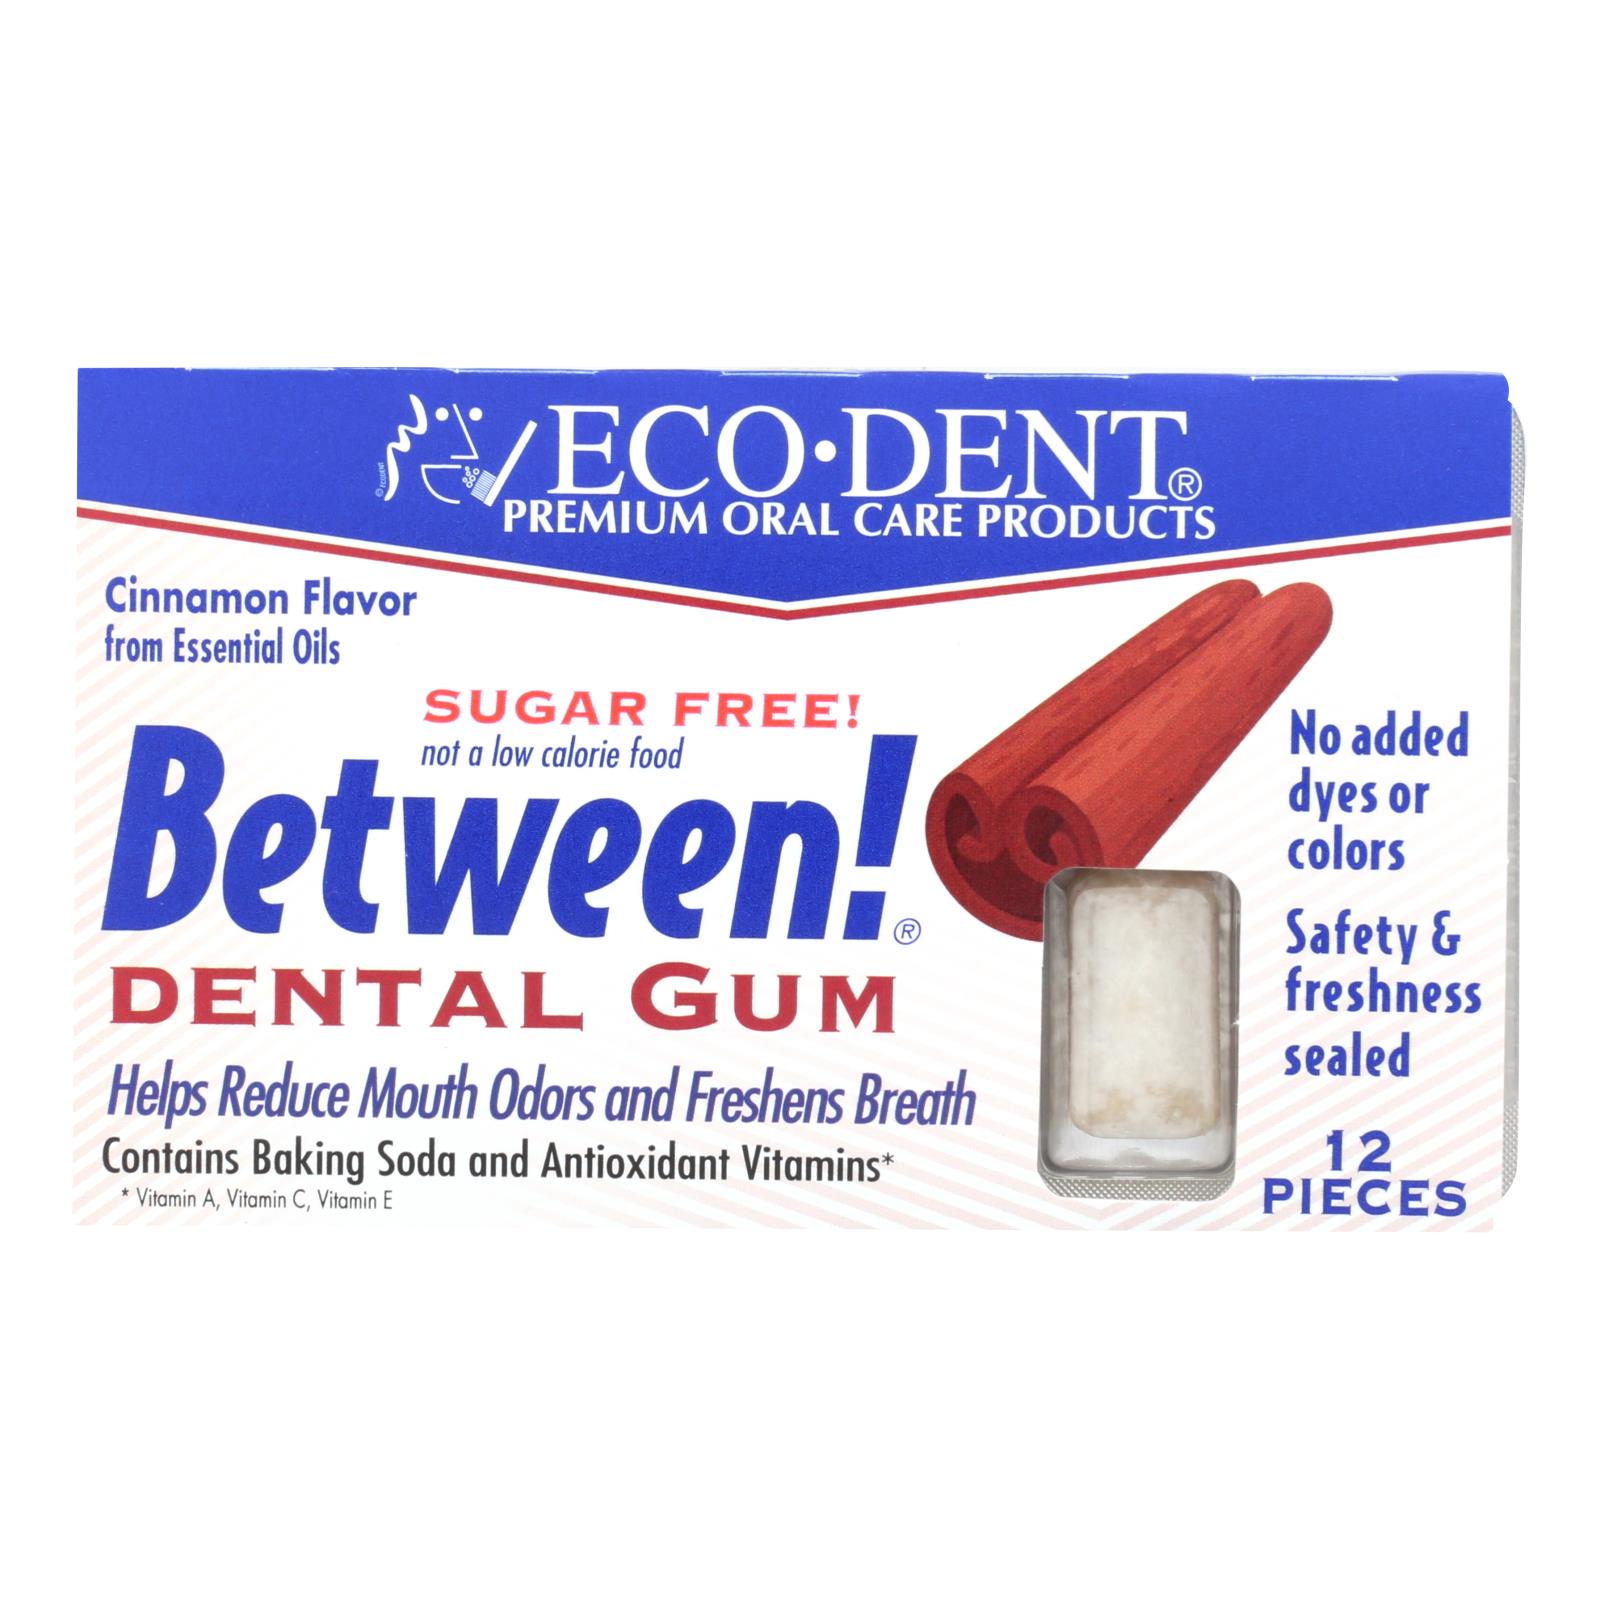 © ECODENT
ECO•DENT®
PREMIUM ORAL CARE PRODUCTS
Cinnamon Flavor
from Essential Oils
SUGAR FREE!
not a low calorie food
Between!®
DENTAL GUM
Helps Reduce Mouth Odors and Freshens Breath
Contains Baking Soda and Antioxidant Vitamins*
* Vitamin A, Vitamin C, Vitamin E
No added
dyes or
colors
Safety &
freshness
sealed
12
PIECES